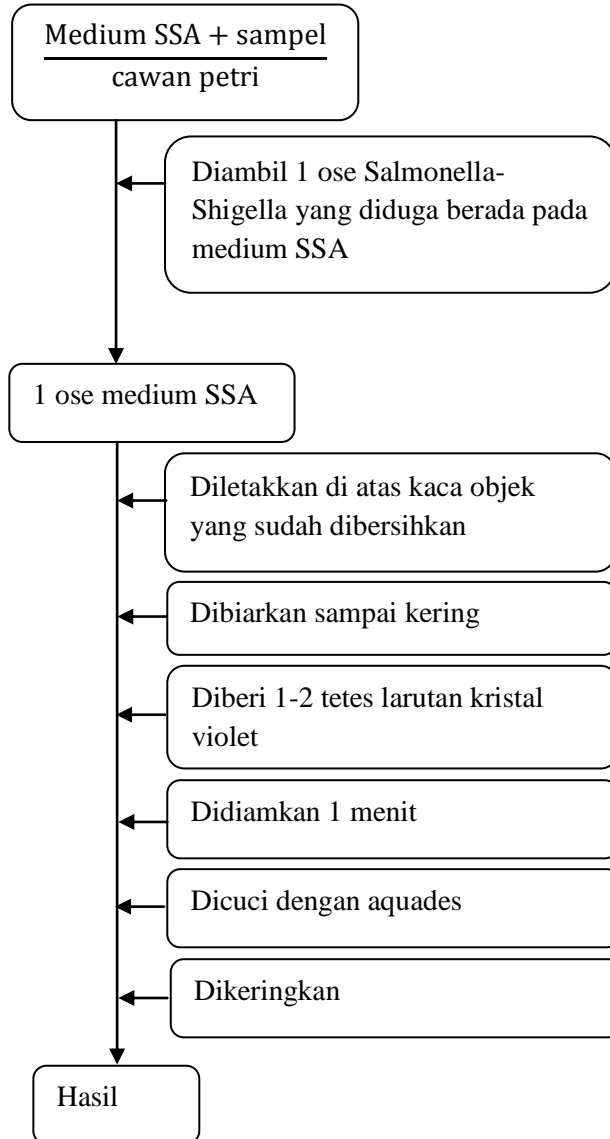 Medium SSA + sampel
cawan petri
Diambil 1 ose Salmonella-
Shigella yang diduga berada pada
medium SSA
1 ose medium SSA
Diletakkan di atas kaca objek
yang sudah dibersihkan
Dibiarkan sampai kering
Diberi 1-2 tetes larutan kristal
violet
Didiamkan 1 menit
Dicuci dengan aquades
Dikeringkan
Hasil